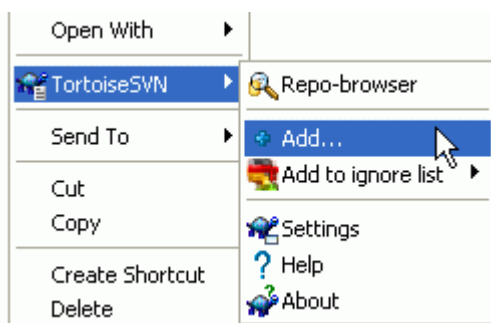 Open With
TortoiseSVN
Send To
Cut
Copy
Create Shortcut
Delete
Repo-browser
Add...
Add to ignore list
Settings
Help
About